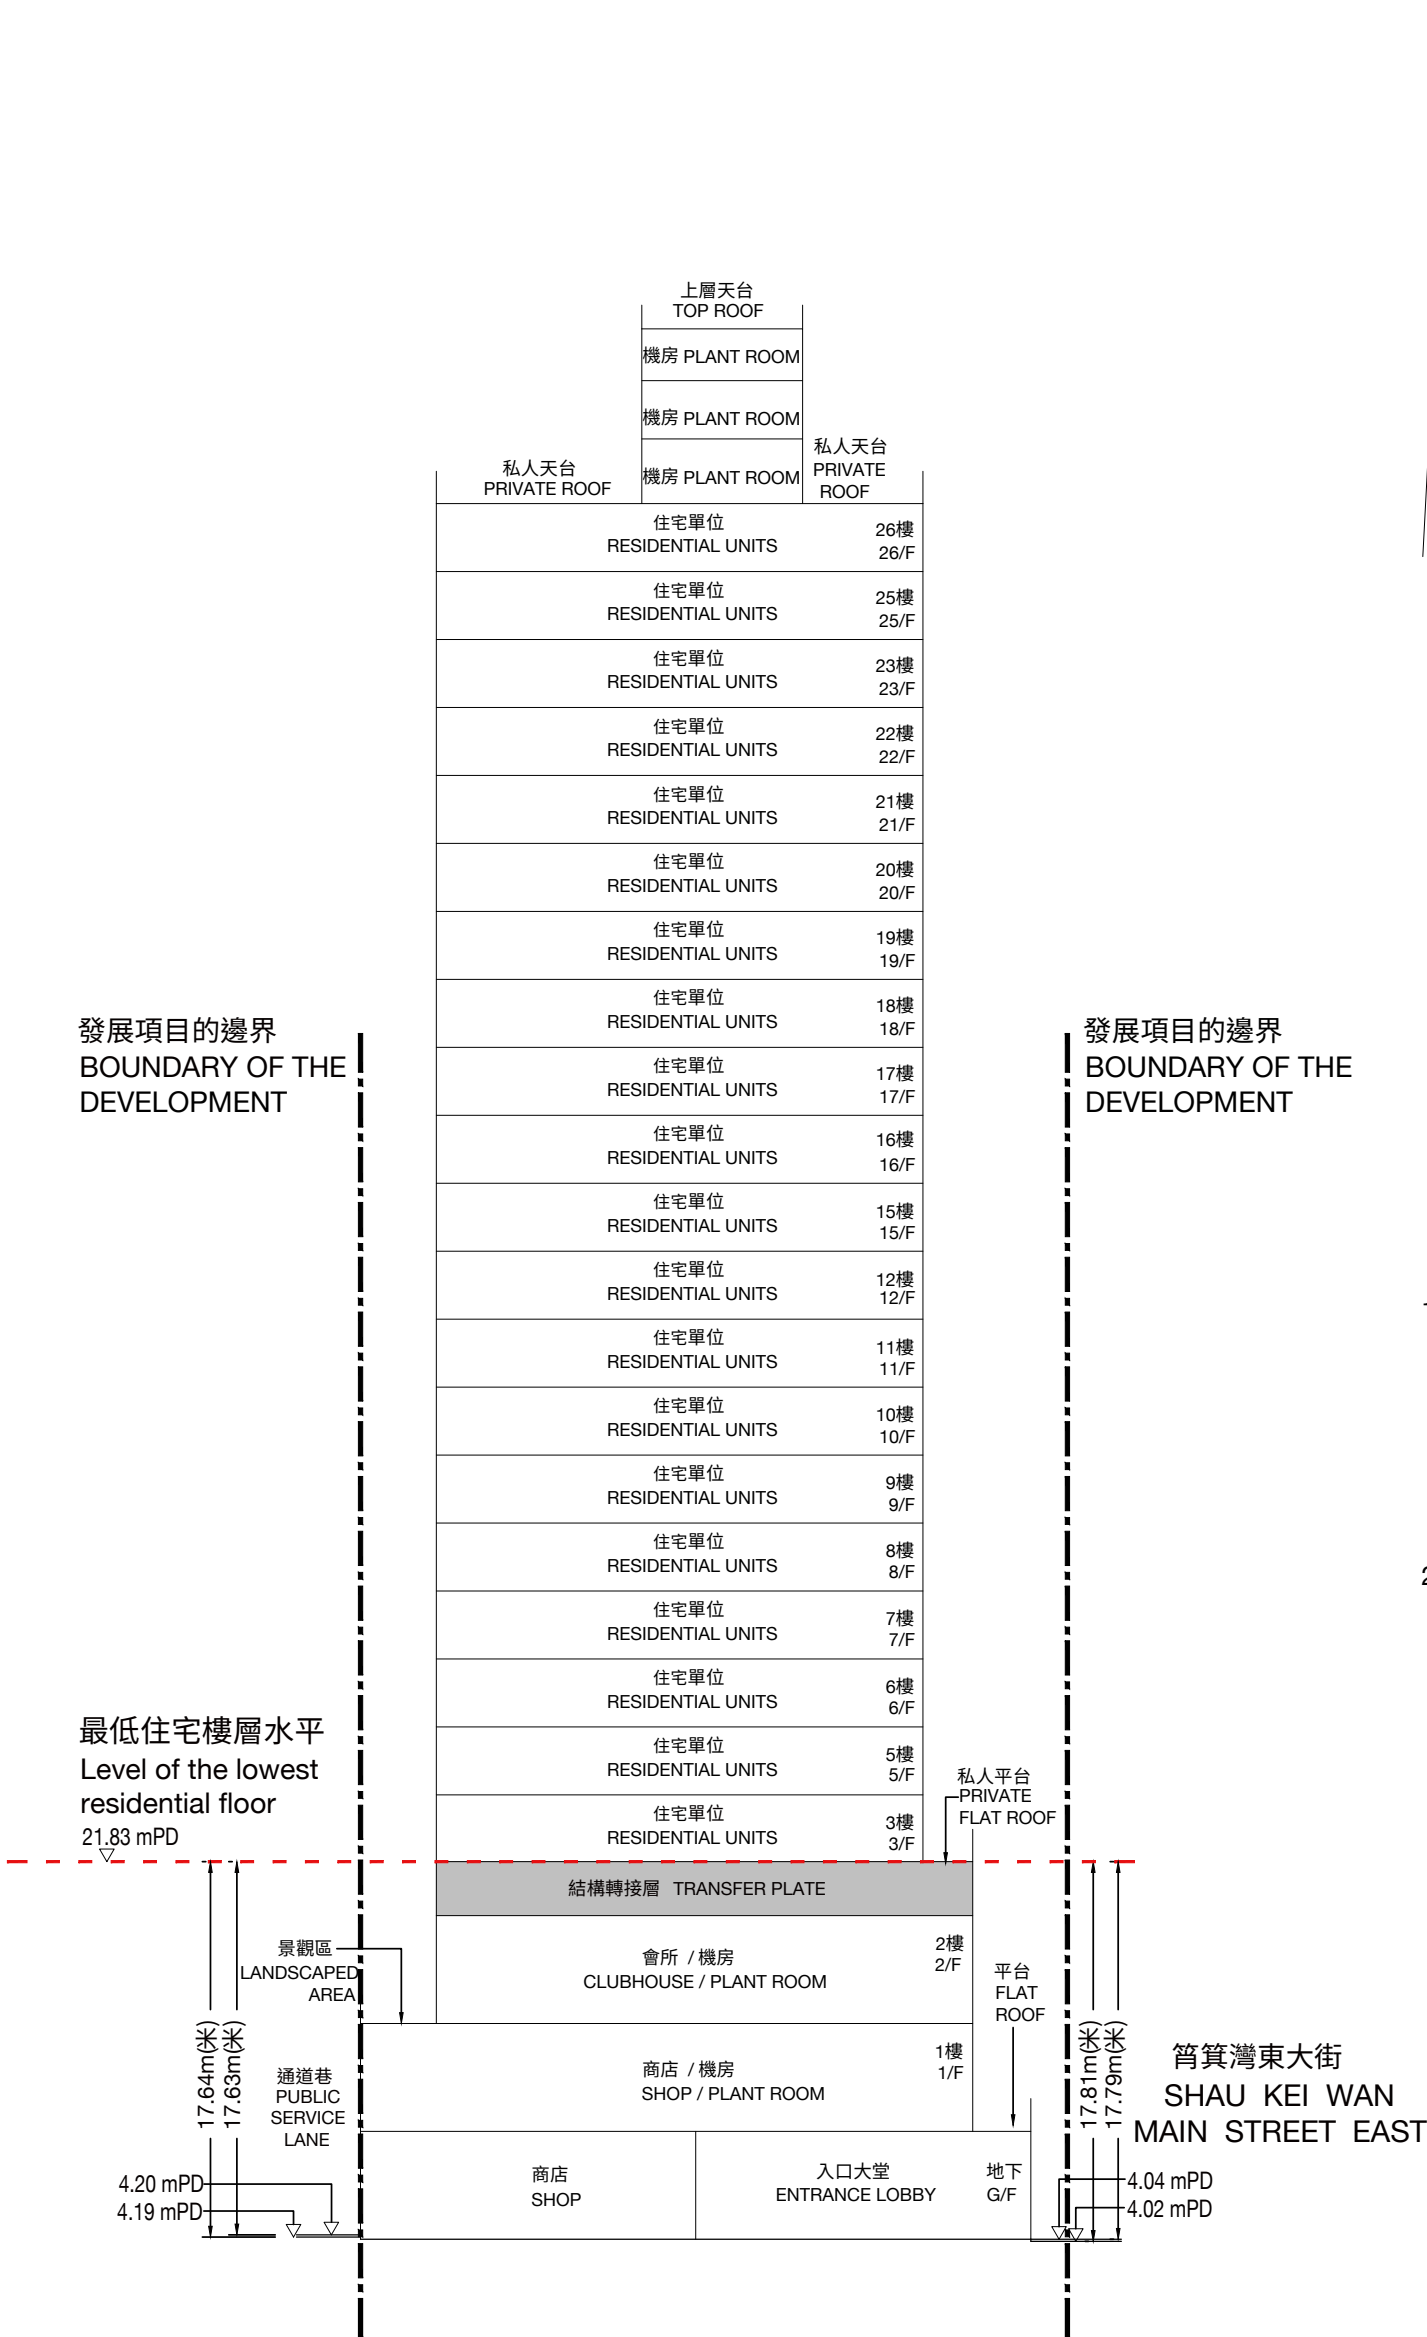 上層天台
TOP ROOF
機房 PLANT ROOM
機房 PLANT ROOM
機房 PLANT ROOM
私人天台
PRIVATE ROOF
私人天台
PRIVATE
ROOF
住宅單位
RESIDENTIAL UNITS
26樓
26/F
住宅單位
RESIDENTIAL UNITS
25樓
25/F
住宅單位
RESIDENTIAL UNITS
23樓
23/F
住宅單位
RESIDENTIAL UNITS
22樓
22/F
住宅單位
RESIDENTIAL UNITS
21樓
21/F
住宅單位
RESIDENTIAL UNITS
20樓
20/F
住宅單位
RESIDENTIAL UNITS
19樓
19/F
住宅單位
RESIDENTIAL UNITS
18樓
18/F
住宅單位
RESIDENTIAL UNITS
17樓
17/F
住宅單位
RESIDENTIAL UNITS
16樓
16/F
住宅單位
RESIDENTIAL UNITS
15樓
15/F
住宅單位
RESIDENTIAL UNITS
12樓
12/F
住宅單位
RESIDENTIAL UNITS
11樓
11/F
住宅單位
RESIDENTIAL UNITS
10樓
10/F
住宅單位
RESIDENTIAL UNITS
9樓
9/F
住宅單位
RESIDENTIAL UNITS
8樓
8/F
住宅單位
RESIDENTIAL UNITS
7樓
7/F
住宅單位
RESIDENTIAL UNITS
6樓
6/F
住宅單位
RESIDENTIAL UNITS
5樓
5/F
住宅單位
RESIDENTIAL UNITS
3樓
3/F
發展項目的邊界
BOUNDARY OF THE
DEVELOPMENT
發展項目的邊界
BOUNDARY OF THE
DEVELOPMENT
最低住宅樓層水平
Level of the lowest
residential floor
21.83 mPD
私人平台
PRIVATE
FLAT ROOF
結構轉接層 TRANSFER PLATE
會所 / 機房
CLUBHOUSE / PLANT ROOM
2樓
2/F
景觀區
LANDSCAPED
AREA
平台
FLAT
ROOF
商店 / 機房
SHOP / PLANT ROOM
1樓
1/F
17.64m(米)
17.63m(米)
通道巷
PUBLIC
SERVICE
LANE
17.81m(米)
17.79m(米)
筲箕灣東大街
SHAU KEI WAN
MAIN STREET EAST
商店
SHOP
入口大堂
ENTRANCE LOBBY
地下
G/F
4.20 mPD
4.19 mPD
4.04 mPD
4.02 mPD